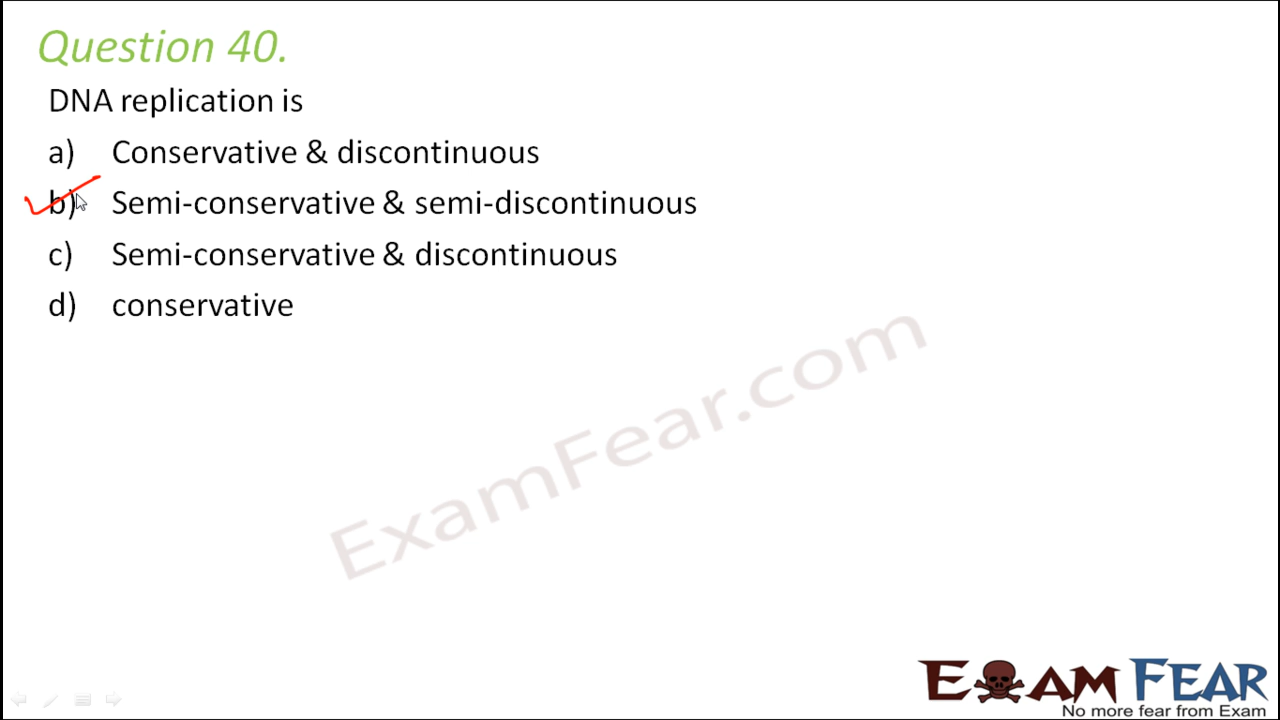 Question 40.
DNA replication is
a) Conservative & discontinuous
b) Semi-conservative & semi-discontinuous
c) Semi-conservative & discontinuous
d) conservative
ExamFear.com
EXAM FEAR
No more fear from Exam